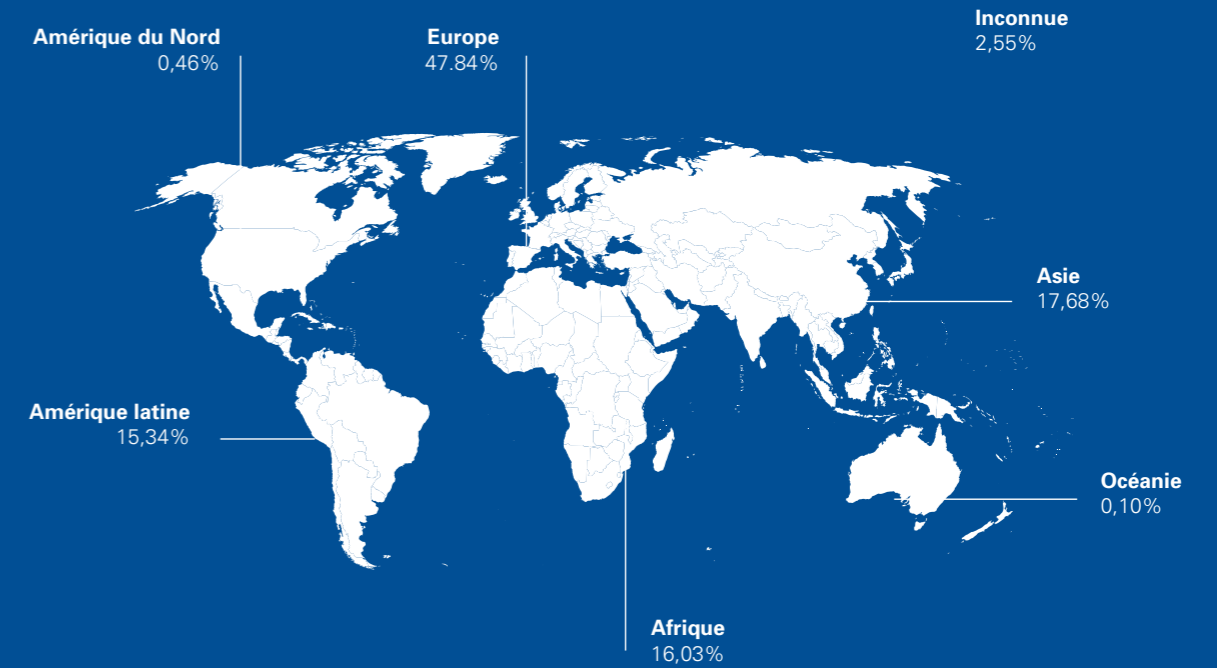 Inconnue
2,55%
Amérique du Nord
0,46%
Europe
47.84%
Asie
17,68%
Amérique latine
15,34%
Océanie
0,10%
Afrique
16,03%